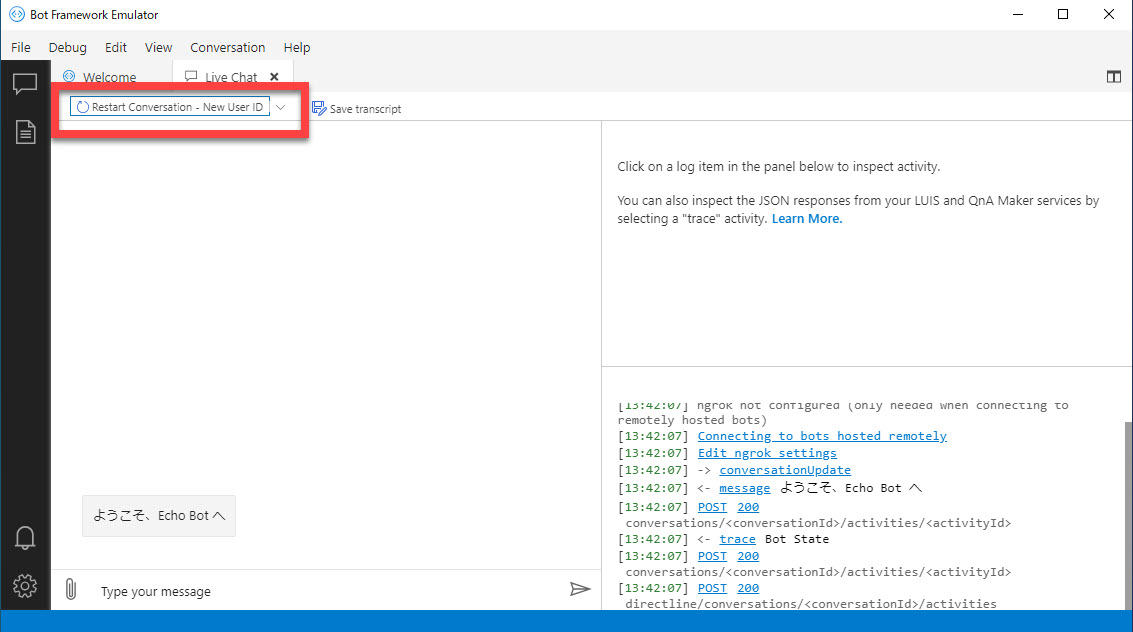 Bot Framework Emulator
File Debug Edit View Conversation Help
Welcome Live Chat
Restart Conversation - New User ID Save transcript
Click on a log item in the panel below to inspect activity.
You can also inspect the JSON responses from your LUIS and QnA Maker services by
selecting a "trace" activity. Learn More.
[13:42:07] ngrok not configured (only needed when connecting to
remotely hosted bots)
[13:42:07] Connecting to bots hosted remotely
[13:42:07] Edit ngrok settings
[13:42:07] -> conversationUpdate
[13:42:07] <- message ようこそ、Echo Bot へ
[13:42:07] POST 200
conversations/<conversationId>/activities/<activityId>
[13:42:07] <- trace Bot State
[13:42:07] POST 200
conversations/<conversationId>/activities/<activityId>
[13:42:07] POST 200
directline/conversations/<conversationId>/activities
ようこそ、Echo Bot へ
Type your message